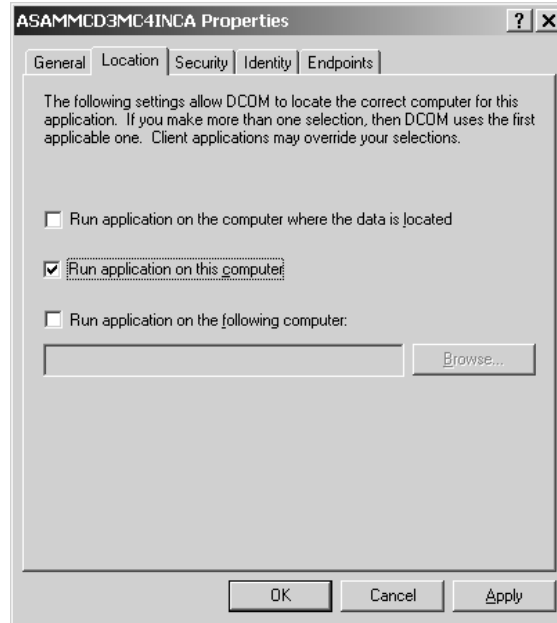 ASAMMCD3MC4INCA Properties
General Location Security Identity Endpoints
The following settings allow DCOM to locate the correct computer for this
application. If you make more than one selection, then DCOM uses the first
applicable one. Client applications may override your selections.
Run application on the computer where the data is located
Run application on this computer
Run application on the following computer:
Browse...
OK Cancel Apply